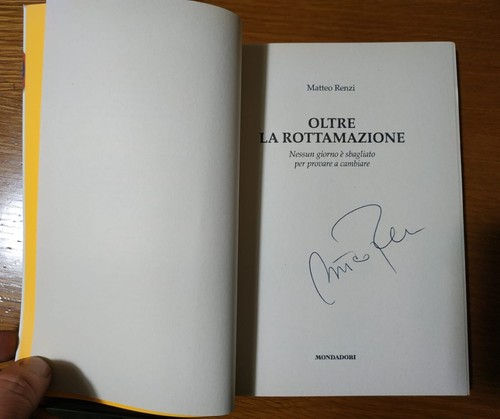 Matteo Renzi
OLTRE
LA ROTTAMAZIONE
Nessun giorno è sbagliato
per provare a cambiare
MONDADORI